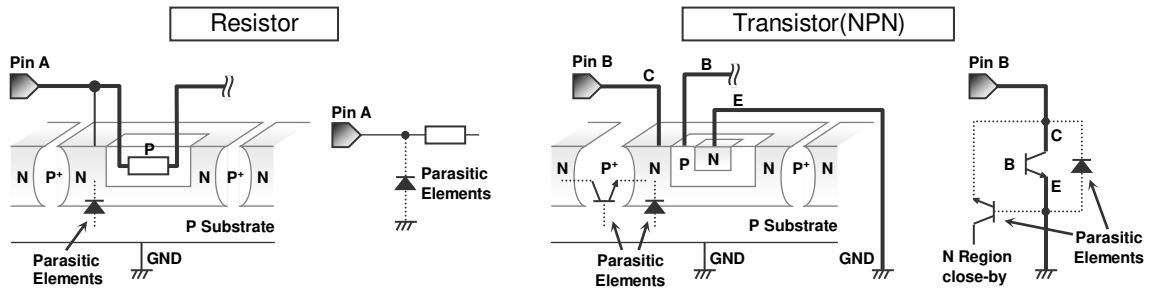 Resistor
Transistor(NPN)
Pin A
P
N P+ N N P+ N
P Substrate
Parasitic
Elements
GND
Pin A
Parasitic
Elements
Pin B
C
B
E
N P+ N P N N P+ N
P Substrate
Parasitic
Elements
GND
GND
Pin B
C
B
E
N Region
close-by
Parasitic
Elements